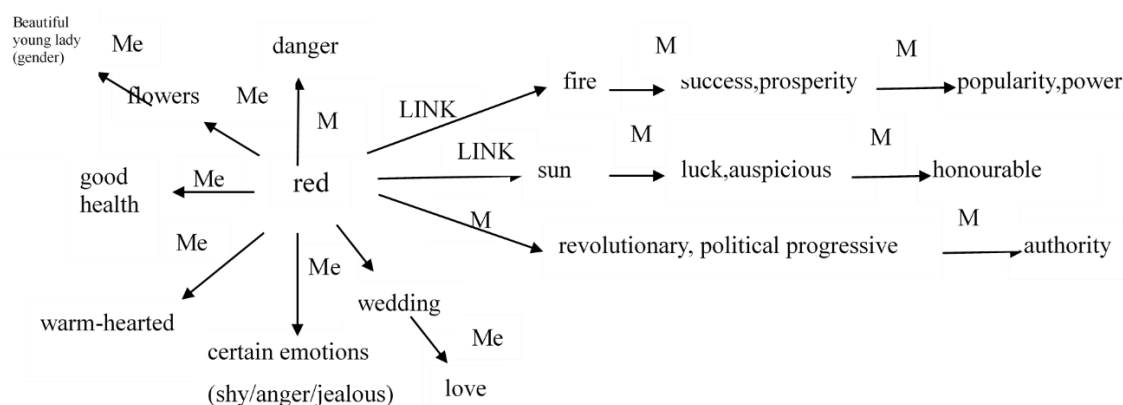 Beautiful
young lady
(gender)
Me
danger
M
M
fire
success,prosperity
popularity,power
flowers
Me
LINK
M
M
M
LINK
good
health
Me
red
sun
luck,auspicious
honourable
M
M
Me
revolutionary, political progressive
authority
Me
wedding
warm-hearted
Me
certain emotions
(shy/anger/jealous)
love